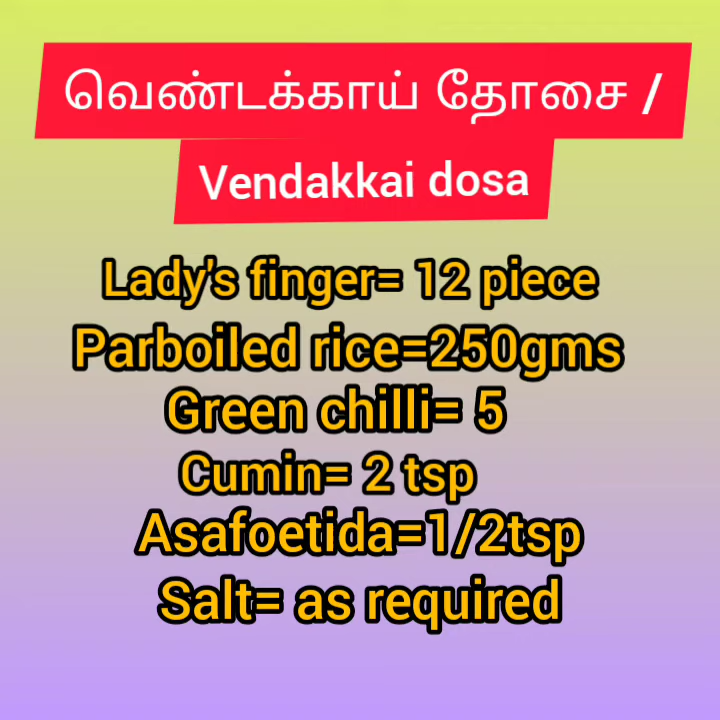 வெண்டக்காய் தோசை /
Vendakkai dosa
Lady's finger= 12 piece
Parboiled rice=250gms
Green chilli= 5
Cumin= 2 tsp
Asafoetida=1/2tsp
Salt= as required